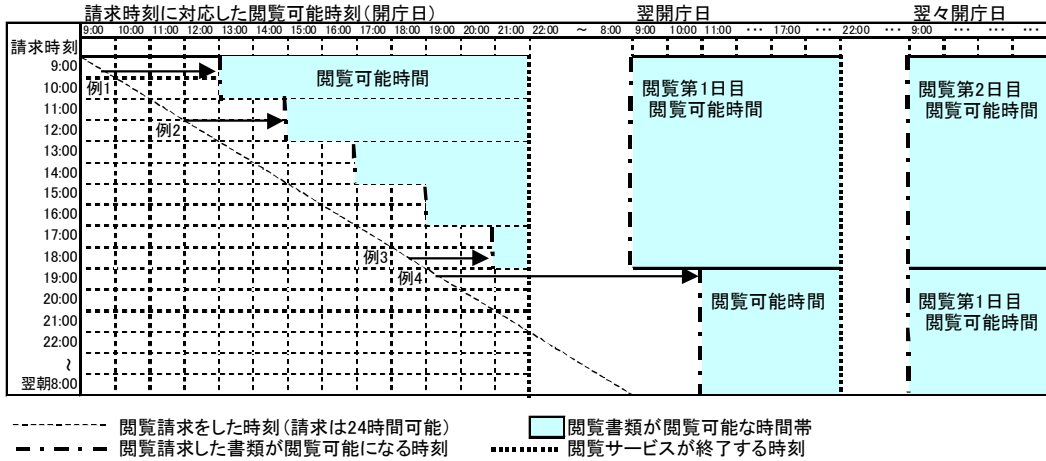 請求時刻に対応した閲覧可能時刻(開庁日) 翌開庁日 翌々開庁日
9:00 10:00 11:00 12:00 13:00 14:00 15:00 16:00 17:00 18:00 19:00 20:00 21:00 22:00 ～ 8:00 9:00 10:00 11:00 … 17:00 … 22:00 … 9:00 … … …
請求時刻
9:00
10:00
11:00
12:00
13:00
14:00
15:00
16:00
17:00
18:00
19:00
20:00
21:00
22:00
～
翌朝8:00
例1
閲覧可能時間
例2
例3
例4
閲覧第1日目
閲覧可能時間
閲覧可能時間
閲覧第2日目
閲覧可能時間
閲覧第1日目
閲覧可能時間
閲覧請求をした時刻(請求は24時間可能) 閲覧書類が閲覧可能な時間帯
閲覧請求した書類が閲覧可能になる時刻 閲覧サービスが終了する時刻